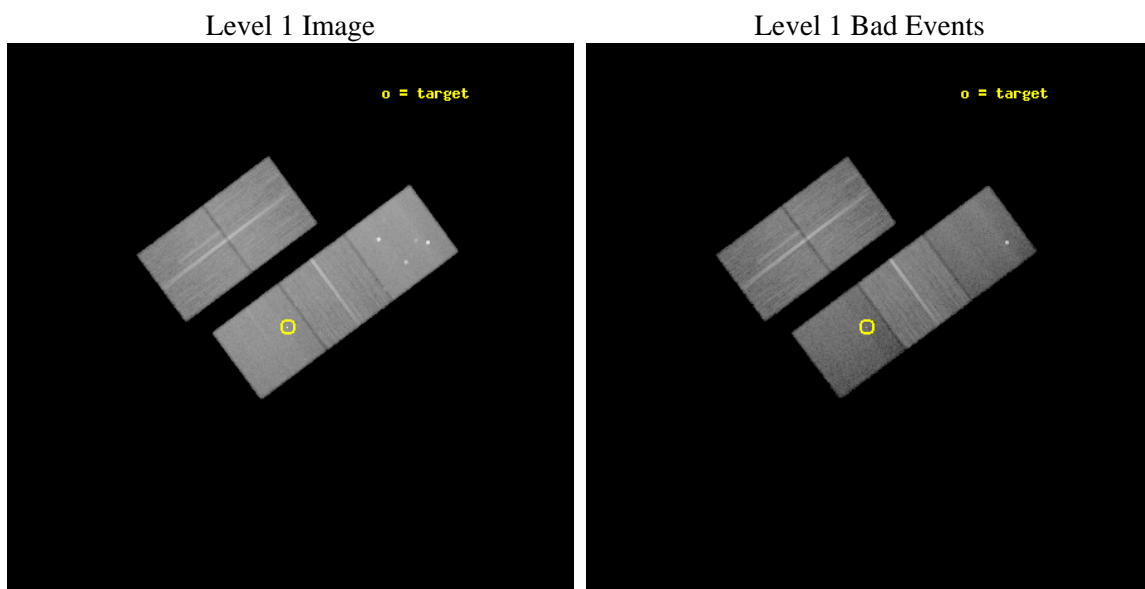 Level 1 Image
Level 1 Bad Events
o = target
o = target